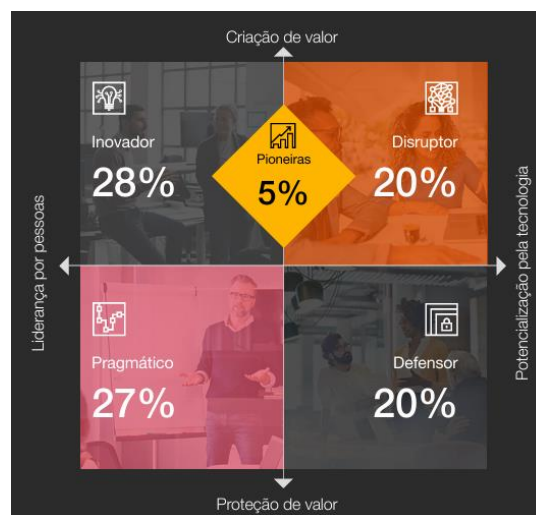 Criação de valor
Inovador
28%
Pioneiras
5%
Disruptor
20%
Liderança por pessoas
Potencialização pela tecnologia
Pragmático
27%
Defensor
20%
Proteção de valor